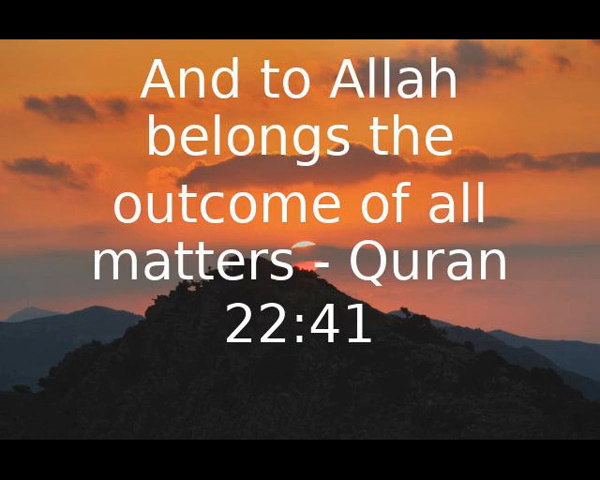 And to Allah
belongs the
outcome of all
matters - Quran
22:41